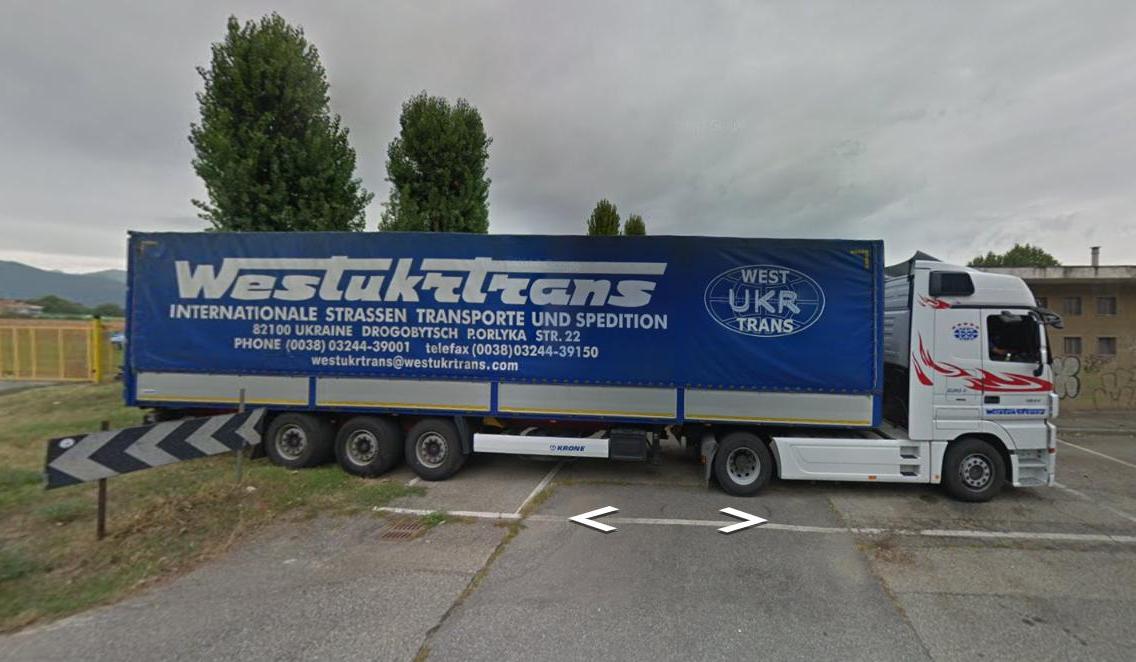 Westukrtrans
INTERNATIONALE STRASSEN TRANSPORTE UND SPEDITION
82100 UKRAINE DROGOBYTSCH P.ORLYKA STR. 22
PHONE (0038) 03244-39001 telefax (0038) 03244-39150
westukrtrans@westukrtrans.com
WEST
UKR
TRANS
KRONE